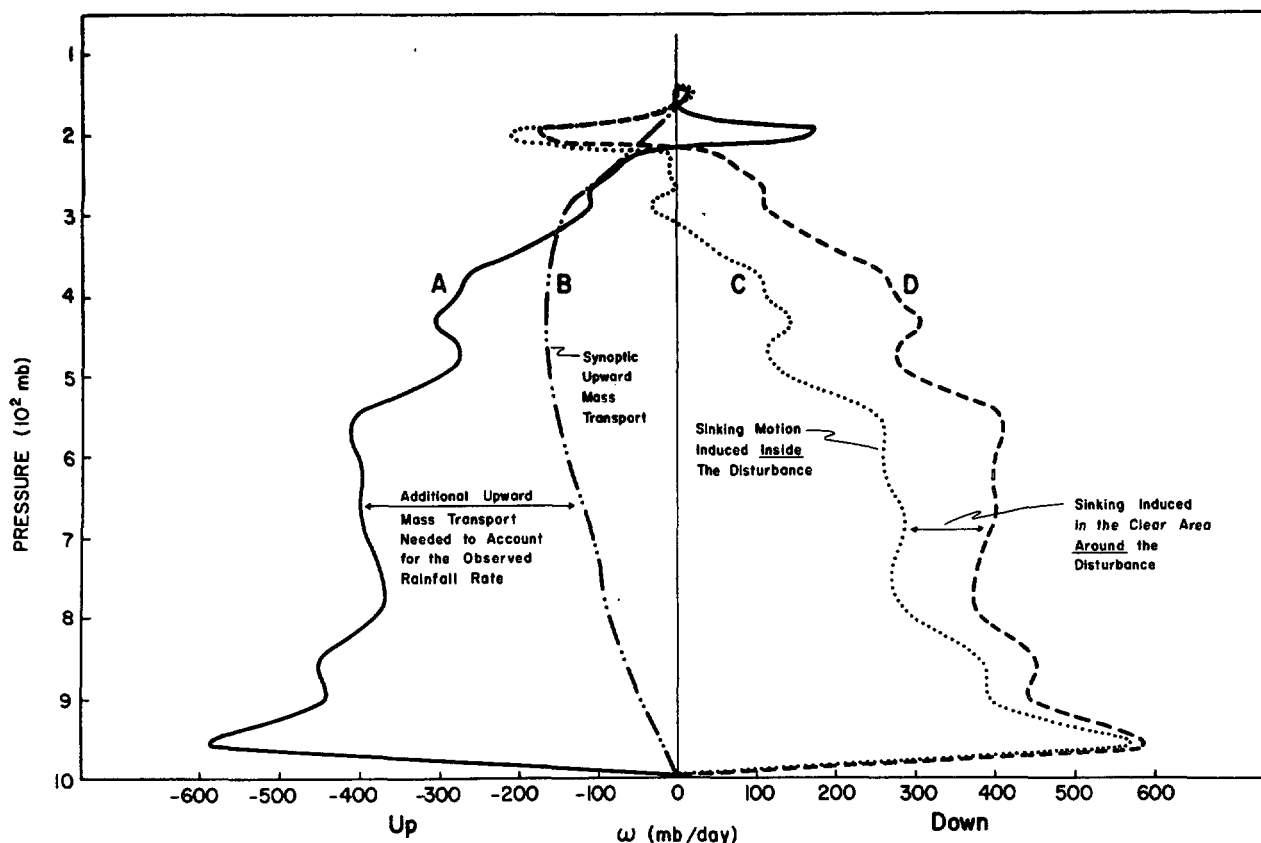 1
2
3
4
5
6
7
8
9
10
PRESSURE (10² mb)
A
B
C
D
Synoptic
Upward
Mass
Transport
Sinking Motion
Induced Inside
The Disturbance
Additional Upward
Mass Transport
Needed to Account
for the Observed
Rainfall Rate
Sinking Induced
in the Clear Area
Around the
Disturbance
-600 -500 -400 -300 -200 -100 0 100 200 300 400 500 600
Up
ω (mb/day)
Down